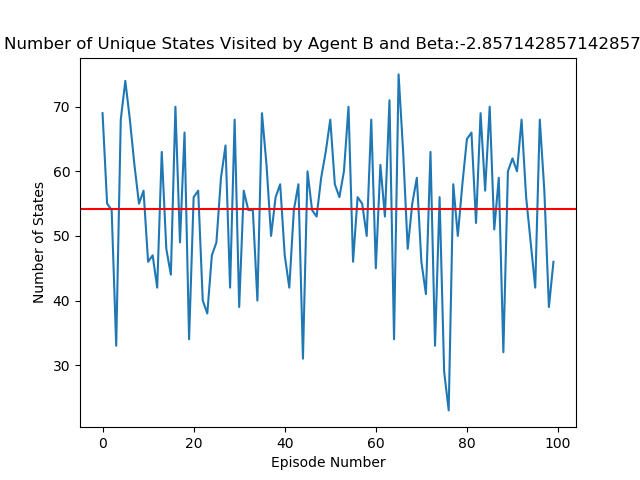 Number of Unique States Visited by Agent B and Beta:-2.857142857142857
70
60
50
40
30
Number of States
0 20 40 60 80 100
Episode Number